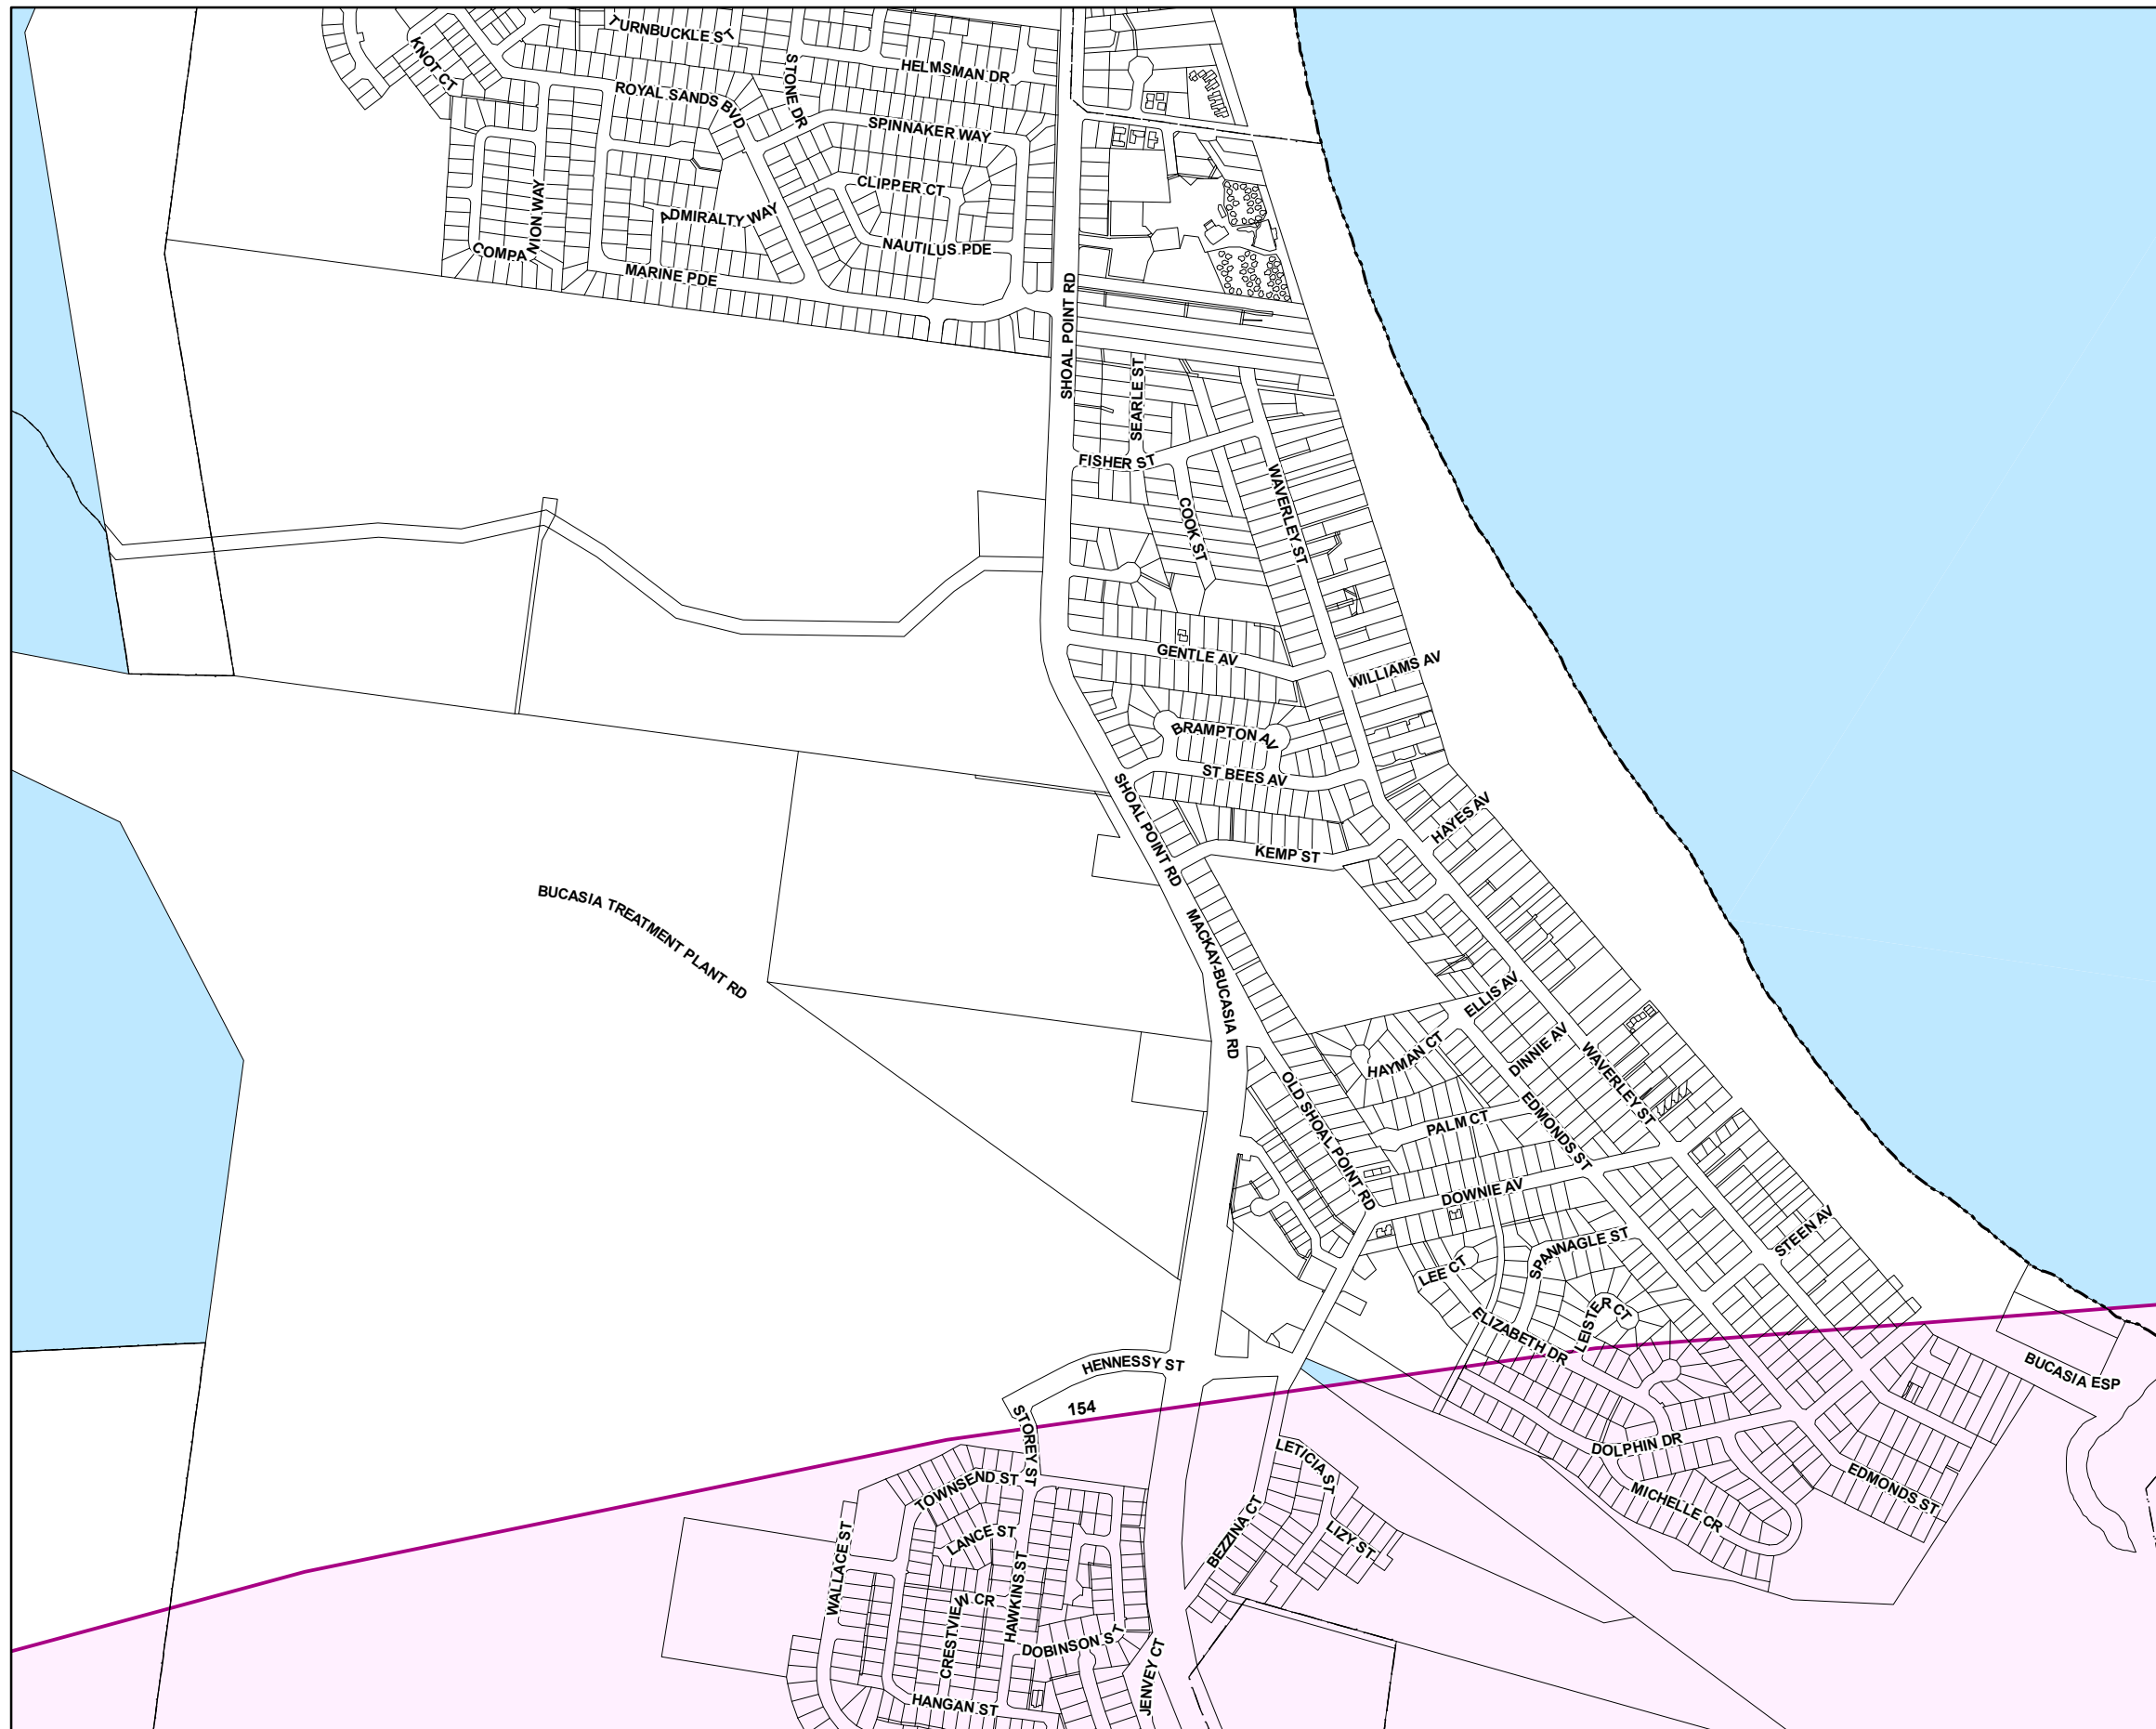 TURNBUCKLE ST
KNOT CT
STONE DR
HELMSMAN DR
ROYAL SANDS BVD
SPINNAKER WAY
CLIPPER CT
ADMIRALTY WAY
COMPANION WAY
NAUTILUS PDE
MARINE PDE
SHOAL POINT RD
SEARLE ST
FISHER ST
COOK ST
WAVERLEY ST
GENTLE AV
WILLIAMS AV
BRAMPTON AV
ST BEES AV
SHOAL POINT RD
HAYES AV
KEMP ST
BUCASIA TREATMENT PLANT RD
MACKAY-BUCASIA RD
ELLIS AV
HAYMAN CT
DINNIE AV
WAVERLEY ST
OLD SHOAL POINT RD
PALM CT
EDMONDS ST
DOWNIE AV
STEEN AV
SPANNAGLE ST
LEE CT
LEISTER CT
ELIZABETH DR
HENNESSY ST
BUCASIA ESP
154
STOREY ST
LETICIA ST
DOLPHIN DR
TOWNSEND ST
EDMONDS ST
MICHELLE CR
LANCE ST
BEZZINA CT
LIZY ST
WALLACE ST
HAWKINS ST
CRESTVIEW CR
DOBINSON ST
JENVEY CT
HANGAN ST